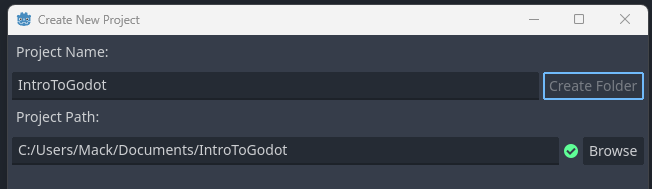 Create New Project
Project Name:
IntroToGodot
Create Folder
Project Path:
C:/Users/Mack/Documents/IntroToGodot
Browse